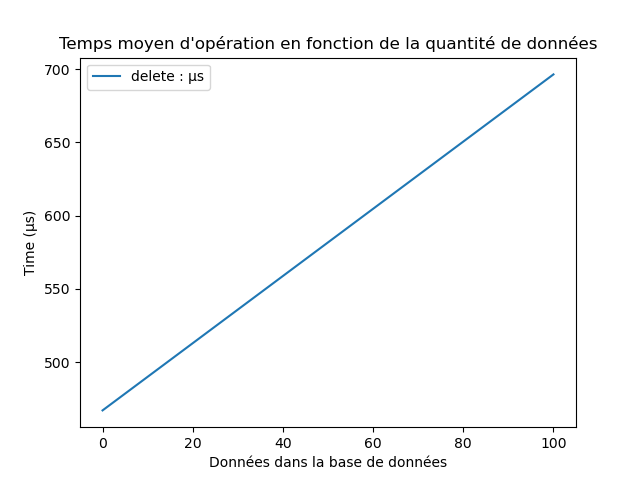 Temps moyen d'opération en fonction de la quantité de données
delete : µs
700
650
600
550
500
Time (µs)
0 20 40 60 80 100
Données dans la base de données